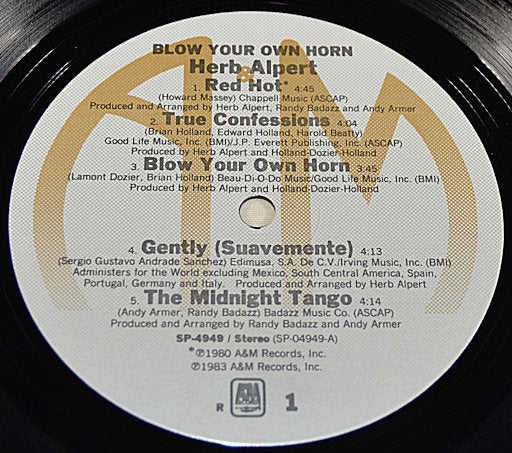 BLOW YOUR OWN HORN
Herb Alpert
1. Red Hot* 4:45
(Howard Massey) Chappell Music (ASCAP)
Produced and Arranged by Herb Alpert, Randy Badazz and Andy Armer
2. True Confessions 4:04
(Brian Holland, Edward Holland, Harold Beatty)
Good Life Music, Inc. (BMI)/J.P. Everett Publishing, Inc. (ASCAP)
Produced by Herb Alpert and Holland-Dozier-Holland
3. Blow Your Own Horn 3:45
(Lamont Dozier, Brian Holland) Beau-Di-O-Do Music/Good Life Music, Inc. (BMI)
Produced by Herb Alpert and Holland-Dozier-Holland
4. Gently (Suavemente) 4:13
(Sergio Gustavo Andrade Sanchez) Edimusa, S.A. De C.V./Irving Music, Inc. (BMI)
Administers for the World excluding Mexico, South Central America, Spain,
Portugal, Germany and Italy. Produced and Arranged by Herb Alpert
5. The Midnight Tango 4:14
(Andy Armer, Randy Badazz) Badazz Music Co. (ASCAP)
Produced and Arranged by Randy Badazz and Andy Armer
SP-4949 / Stereo (SP-04949-A)
*℗1980 A&M Records, Inc.
℗1983 A&M Records, Inc.
R A&M 1